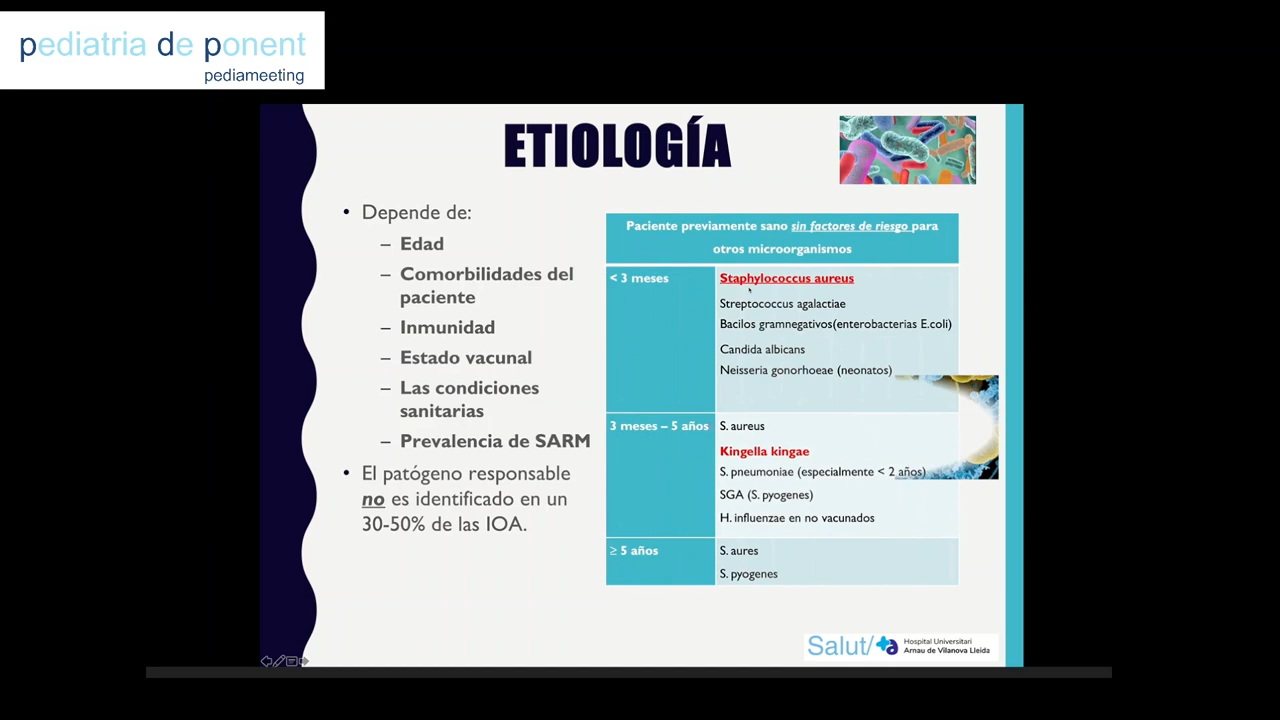 pediatria de ponent
pediameeting
ETIOLOGÍA
• Depende de:
– Edad
– Comorbilidades del
paciente
– Inmunidad
– Estado vacunal
– Las condiciones
sanitarias
– Prevalencia de SARM
• El patógeno responsable
no es identificado en un
30-50% de las IOA.
Paciente previamente sano sin factores de riesgo para
otros microorganismos
< 3 meses
Staphylococcus aureus
Streptococcus agalactiae
Bacilos gramnegativos(enterobacterias E.coli)
Candida albicans
Neisseria gonorhoeae (neonatos)
3 meses – 5 años
S. aureus
Kingella kingae
S. pneumoniae (especialmente < 2 años)
SGA (S. pyogenes)
H. influenzae en no vacunados
≥ 5 años
S. aures
S. pyogenes
Salut/
Hospital Universitari
Arnau de Vilanova Lleida